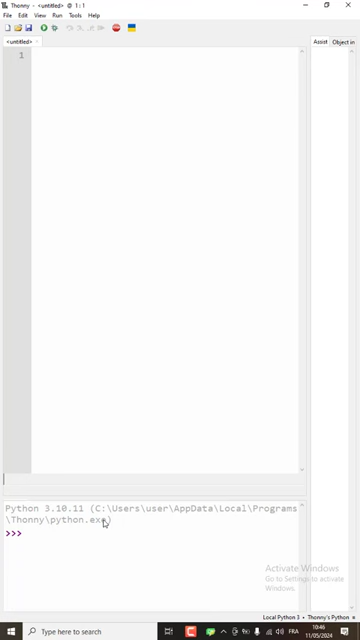 Thonny - <untitled> @ 1 : 1
File Edit View Run Tools Help
<untitled>
Assist
Object in
1
Python 3.10.11 (C:\Users\user\AppData\Local\Programs
\Thonny\python.exe)
>>>
Activate Windows
Go to Settings to activate
Windows.
Local Python 3 • Thonny's Python
Type here to search
FRA
10:46
11/05/2024